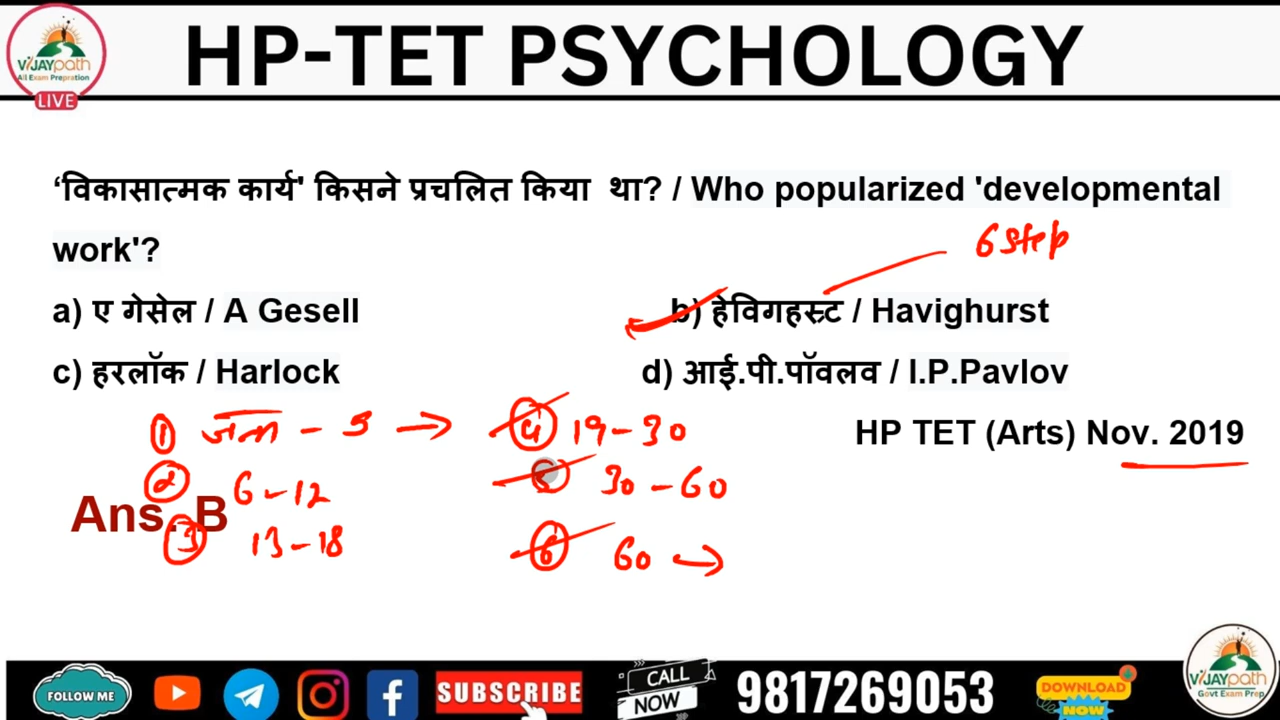 VIJAYpath
All Exam Prepration
LIVE
HP-TET PSYCHOLOGY
‘विकासात्मक कार्य' किसने प्रचलित किया था? / Who popularized 'developmental
work'?
6 step
a) ए गेसेल / A Gesell
b) हेविगहस्र्ट / Havighurst
c) हरलॉक / Harlock
d) आई.पी.पॉवलव / I.P.Pavlov
① जन्म - 5 →
④ 19-30
HP TET (Arts) Nov. 2019
② 6-12
⑤ 30-60
Ans. B
③ 13-18
⑥ 60 →
FOLLOW ME
SUBSCRIBE
CALL
NOW
9817269053
DOWNLOAD
NOW
VIJAYpath
Govt Exam Prep